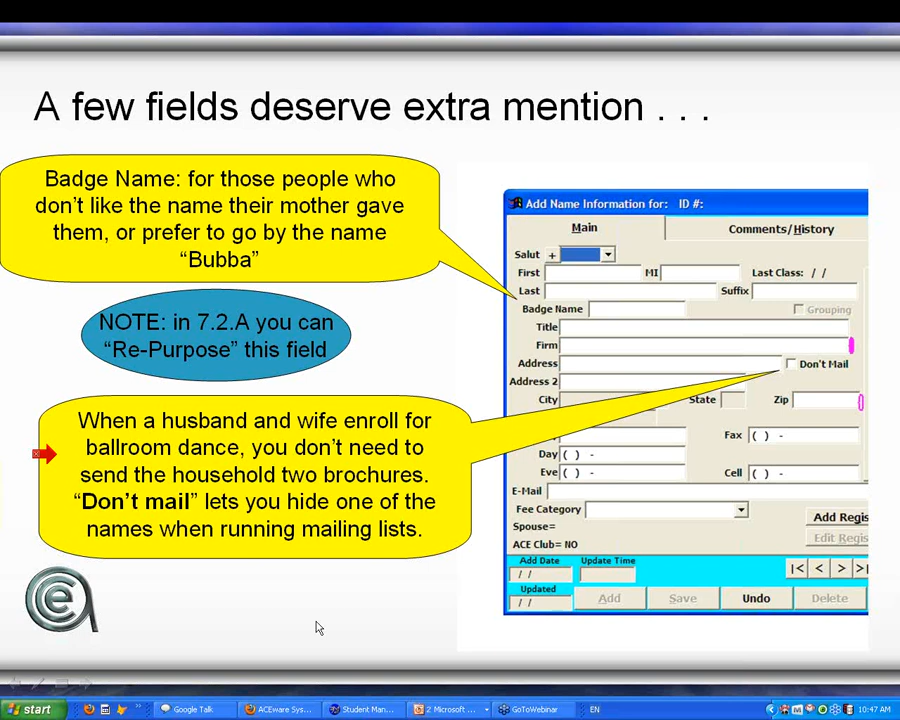 A few fields deserve extra mention . . .
Badge Name: for those people who
don’t like the name their mother gave
them, or prefer to go by the name
“Bubba”
NOTE: in 7.2.A you can
“Re-Purpose” this field
When a husband and wife enroll for
ballroom dance, you don’t need to
send the household two brochures.
“Don’t mail” lets you hide one of the
names when running mailing lists.
Add Name Information for: ID #:
Main Comments/History
Salut +
First MI Last Class: / /
Last Suffix
Badge Name Grouping
Title
Firm
Address Don't Mail
Address 2
City State Zip
( ) - Fax ( ) -
Day ( ) -
Eve ( ) - Cell ( ) -
E-Mail
Fee Category
Spouse= Add Regis
ACE Club= NO Edit Regis
Add Date Update Time
/ / |< < > >|
Updated
/ / Add Save Undo Delete
start Google Talk ACEware Sys... Student Man... 2 Microsoft ... GoToWebinar EN 10:47 AM